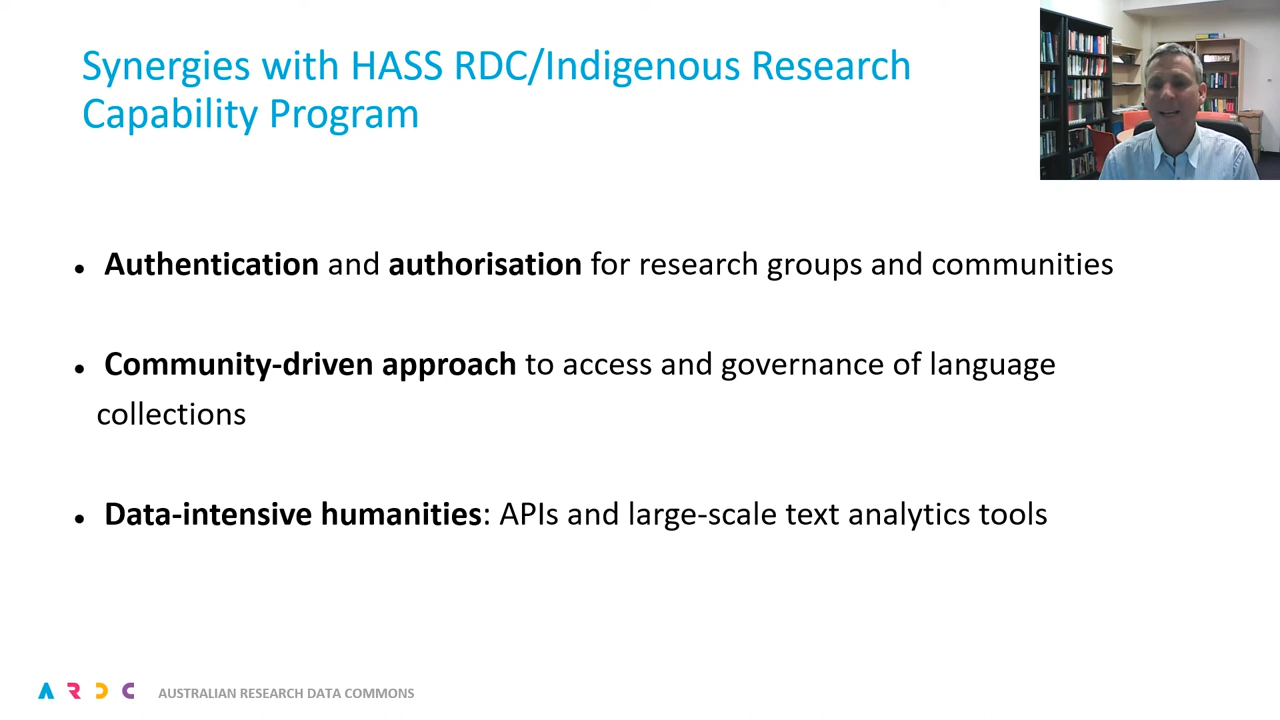 Synergies with HASS RDC/Indigenous Research
Capability Program
• Authentication and authorisation for research groups and communities
• Community-driven approach to access and governance of language
collections
• Data-intensive humanities: APIs and large-scale text analytics tools
ARDC AUSTRALIAN RESEARCH DATA COMMONS